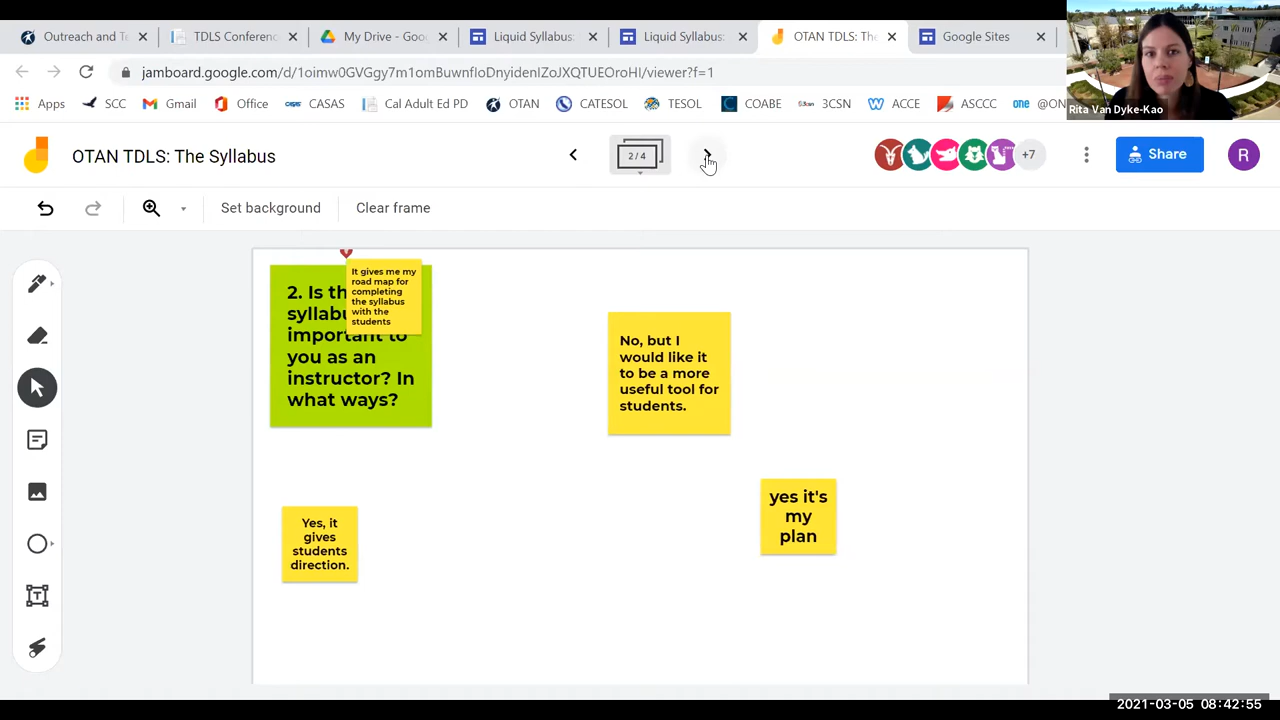 Outreach and Te
TDLS Conferenc
My Drive - Goo
Liquid Syllabus:
Liquid Syllabus:
OTAN TDLS: The
Google Sites
jamboard.google.com/d/
/viewer?f=1
Apps
SCC
Gmail
Office
CASAS
Cal Adult Ed P
OTAN
CATESOL
TESOL
COABE
3CSN
ACCE
ASCCC
one
@ON
Rita Van Dyke-Kao
OTAN TDLS: The Syllabus
2 / 4
+7
Share
R
Set background
Clear frame
2. Is th
syllabu
important to
you as an
instructor? In
what ways?
It gives me my
road map for
completing
the syllabus
with the
students
No, but I
would like it
to be a more
useful tool for
students.
yes it's
my
plan
Yes, it
gives
students
direction.
2021-03-05 08:42:55